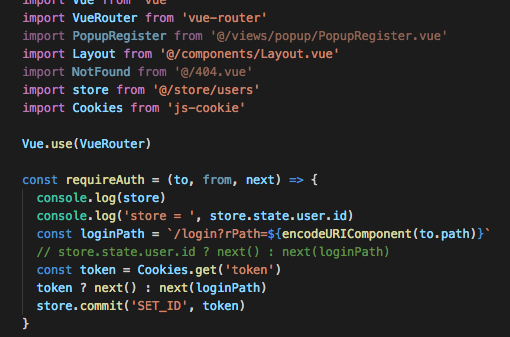 import Vue from 'vue'
import VueRouter from 'vue-router'
import PopupRegister from '@/views/popup/PopupRegister.vue'
import Layout from '@/components/Layout.vue'
import NotFound from '@/404.vue'
import store from '@/store/users'
import Cookies from 'js-cookie'
Vue.use(VueRouter)
const requireAuth = (to, from, next) => {
console.log(store)
console.log('store = ', store.state.user.id)
const loginPath = `/login?rPath=${encodeURIComponent(to.path)}`
// store.state.user.id ? next() : next(loginPath)
const token = Cookies.get('token')
token ? next() : next(loginPath)
store.commit('SET_ID', token)
}